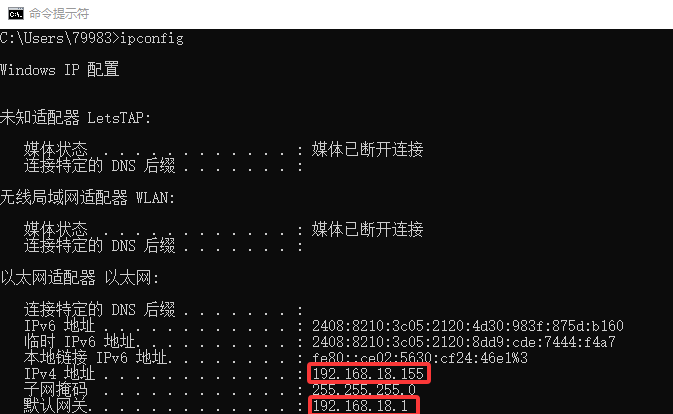 命令提示符
C:\Users\79983>ipconfig
Windows IP 配置
未知适配器 LetsTAP:
媒体状态 . . . . . . . . . . . . : 媒体已断开连接
连接特定的 DNS 后缀 . . . . . . . :
无线局域网适配器 WLAN:
媒体状态 . . . . . . . . . . . . : 媒体已断开连接
连接特定的 DNS 后缀 . . . . . . . :
以太网适配器 以太网:
连接特定的 DNS 后缀 . . . . . . . :
IPv6 地址 . . . . . . . . . . . . : 2408:8210:3c05:2120:4d30:983f:875d:b160
临时 IPv6 地址. . . . . . . . . . : 2408:8210:3c05:2120:8dd9:cde:7444:f4a7
本地链接 IPv6 地址. . . . . . . . : fe80::ce02:5630:cf24:46e1%3
IPv4 地址 . . . . . . . . . . . . : 192.168.18.155
子网掩码 . . . . . . . . . . . . : 255.255.255.0
默认网关. . . . . . . . . . . . . : 192.168.18.1